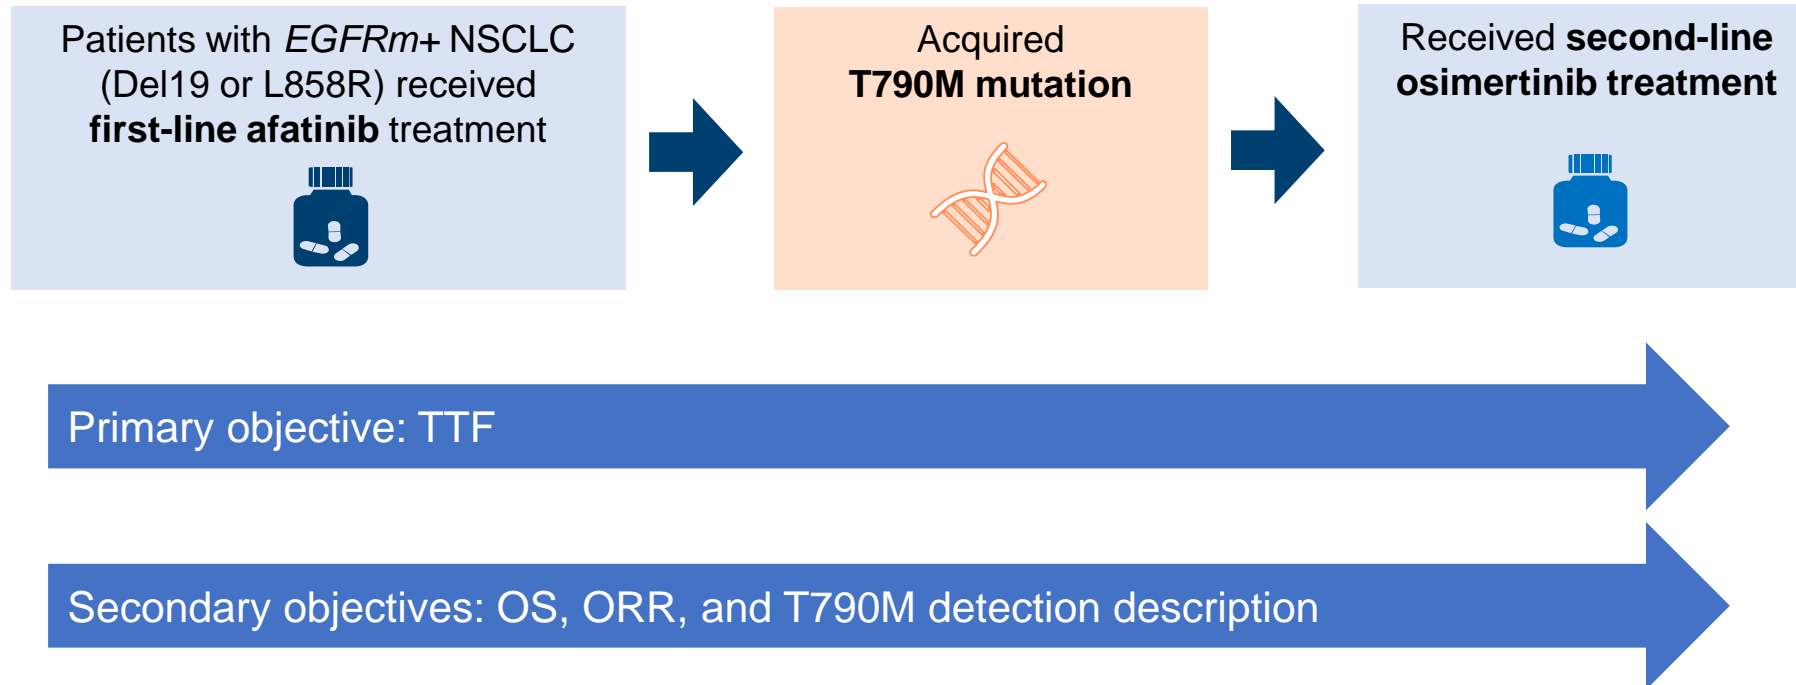 Patients with EGFRm+ NSCLC
(Del19 or L858R) received
first-line afatinib treatment
Acquired
T790M mutation
Received second-line
osimertinib treatment
Primary objective: TTF
Secondary objectives: OS, ORR, and T790M detection description